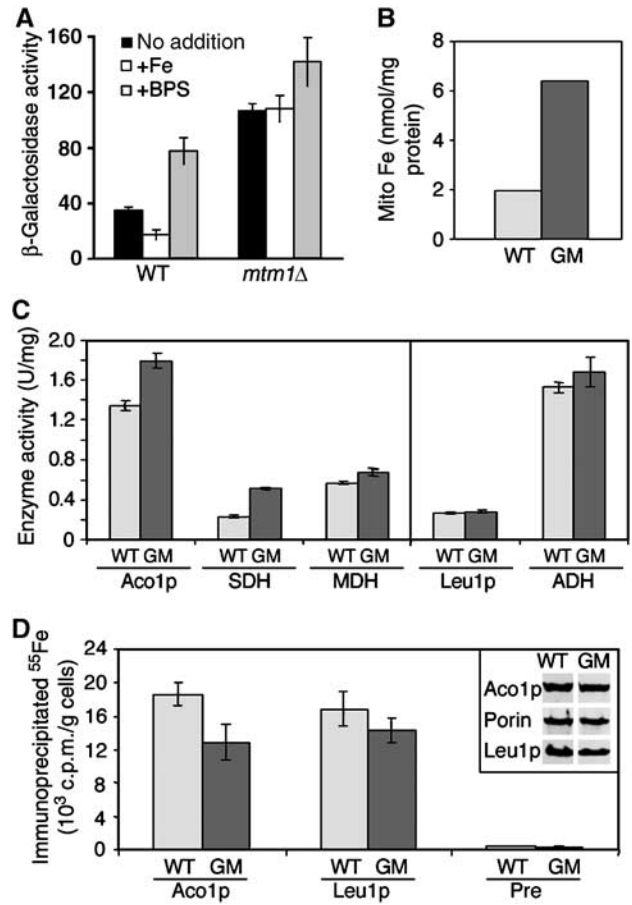 A
β-Galactosidase activity
160
120
80
40
0
No addition
+Fe
+BPS
WT
mtm1Δ
B
Mito Fe (nmol/mg
protein)
8
6
4
2
0
WT GM
C
Enzyme activity (U/mg)
2.0
1.6
1.2
0.8
0.4
0
WT GM WT GM WT GM WT GM WT GM
Aco1p SDH MDH Leu1p ADH
D
Immunoprecipitated ⁵⁵Fe
(10³ c.p.m./g cells)
24
20
16
12
8
4
0
WT GM
Aco1p
Porin
Leu1p
WT GM WT GM WT GM
Aco1p Leu1p Pre